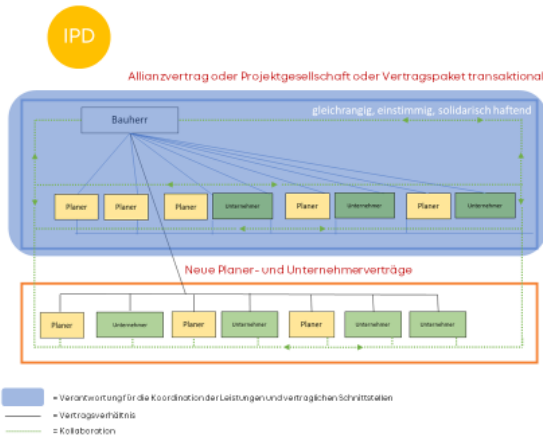 IPD
Allianzvertrag oder Projektgesellschaft oder Vertragspaket transaktional
gleichrangig, einstimmig, solidarisch haftend
Bauherr
Planer Planer Planer Unternehmer Planer Unternehmer Planer Unternehmer
Neue Planer- und Unternehmerverträge
Planer Unternehmer Planer Unternehmer Planer Unternehmer Unternehmer
= Verantwortung für die Koordination der Leistungen und vertraglichen Schnittstellen
= Vertragsverhältnis
= Kollaboration